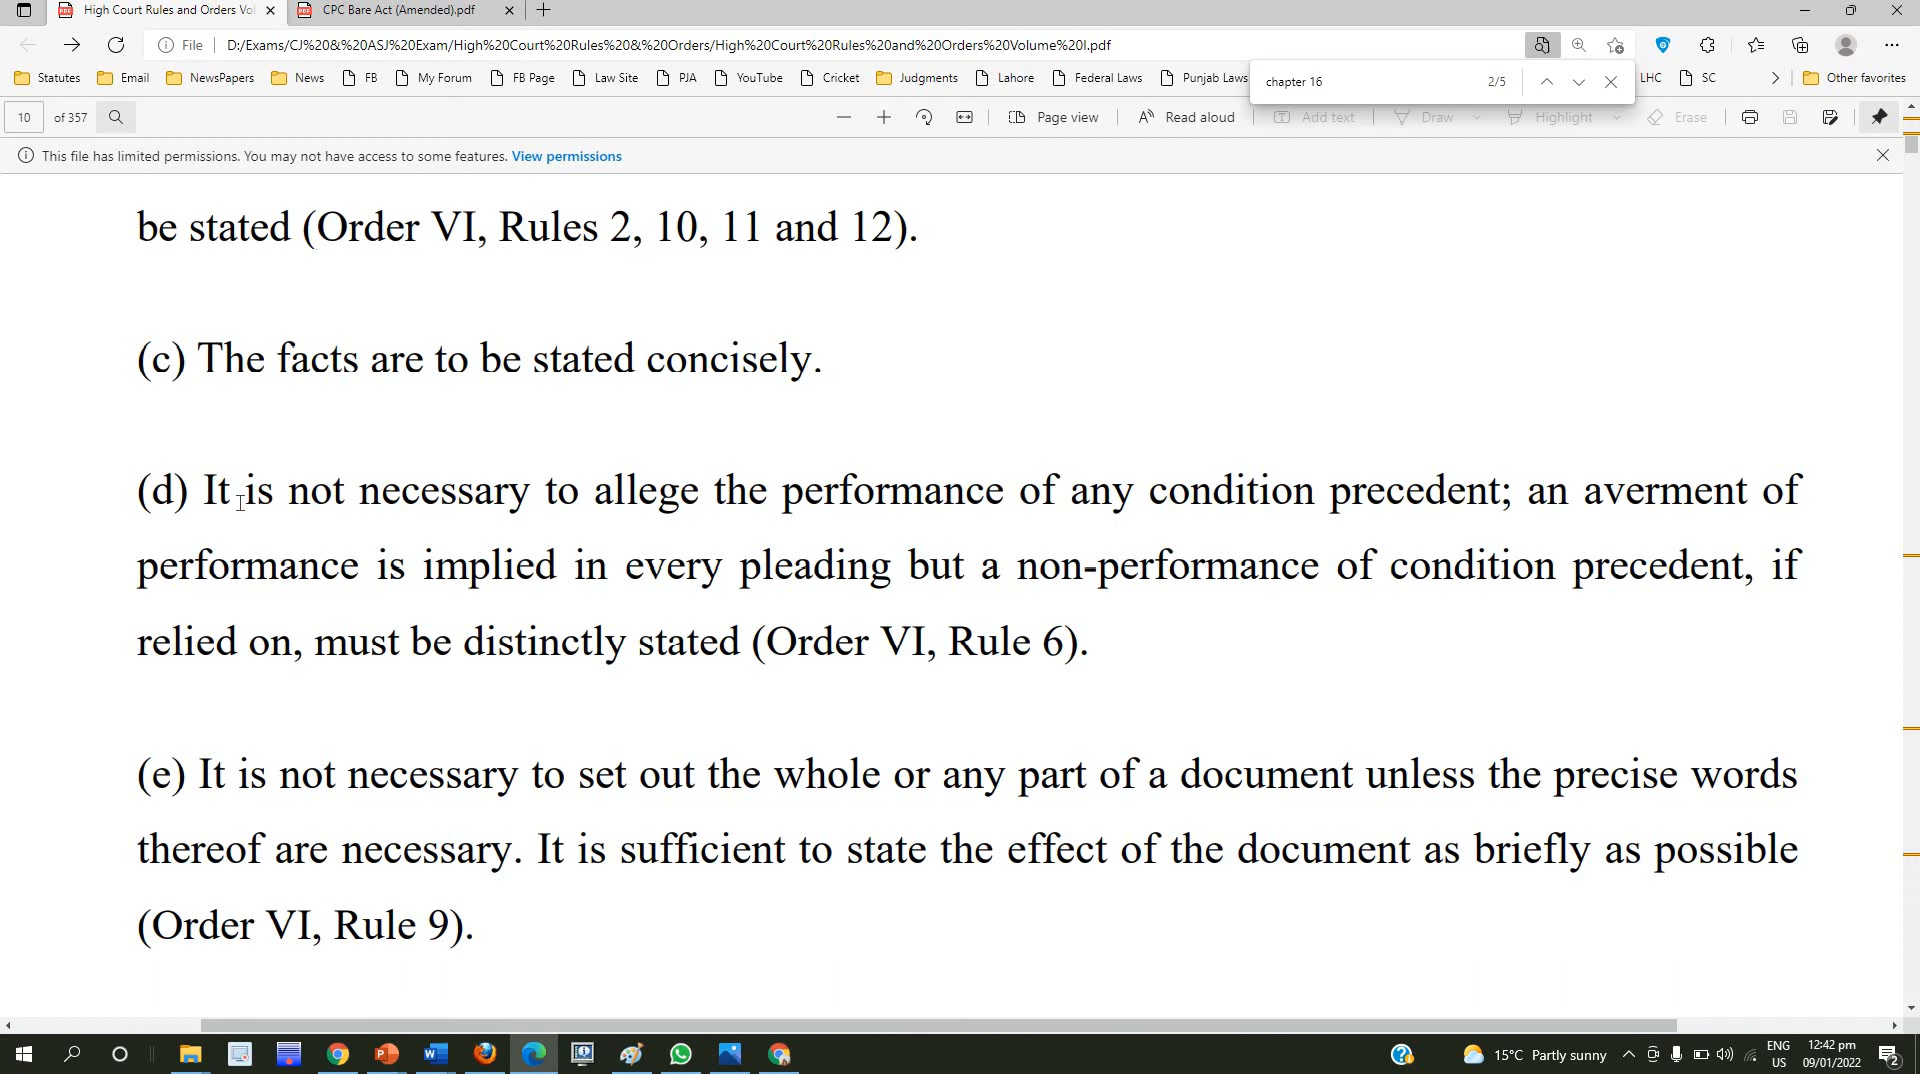 High Court Rules and Orders Vol
CPC Bare Act (Amended).pdf
File
D:/Exams/CJ%20&%20ASJ%20Exam/High%20Court%20Rules%20&%20Orders/High%20Court%20Rules%20and%20Orders%20Volume%20I.pdf
Statutes Email NewsPapers News FB My Forum FB Page Law Site PJA YouTube Cricket Judgments Lahore Federal Laws Punjab Laws LHC SC Other favorites
chapter 16 2/5
10 of 357 Page view Read aloud Add text Draw Highlight Erase
This file has limited permissions. You may not have access to some features. View permissions
be stated (Order VI, Rules 2, 10, 11 and 12).
(c) The facts are to be stated concisely.
(d) It is not necessary to allege the performance of any condition precedent; an averment of
performance is implied in every pleading but a non-performance of condition precedent, if
relied on, must be distinctly stated (Order VI, Rule 6).
(e) It is not necessary to set out the whole or any part of a document unless the precise words
thereof are necessary. It is sufficient to state the effect of the document as briefly as possible
(Order VI, Rule 9).
15°C Partly sunny
ENG
US
12:42 pm
09/01/2022
2